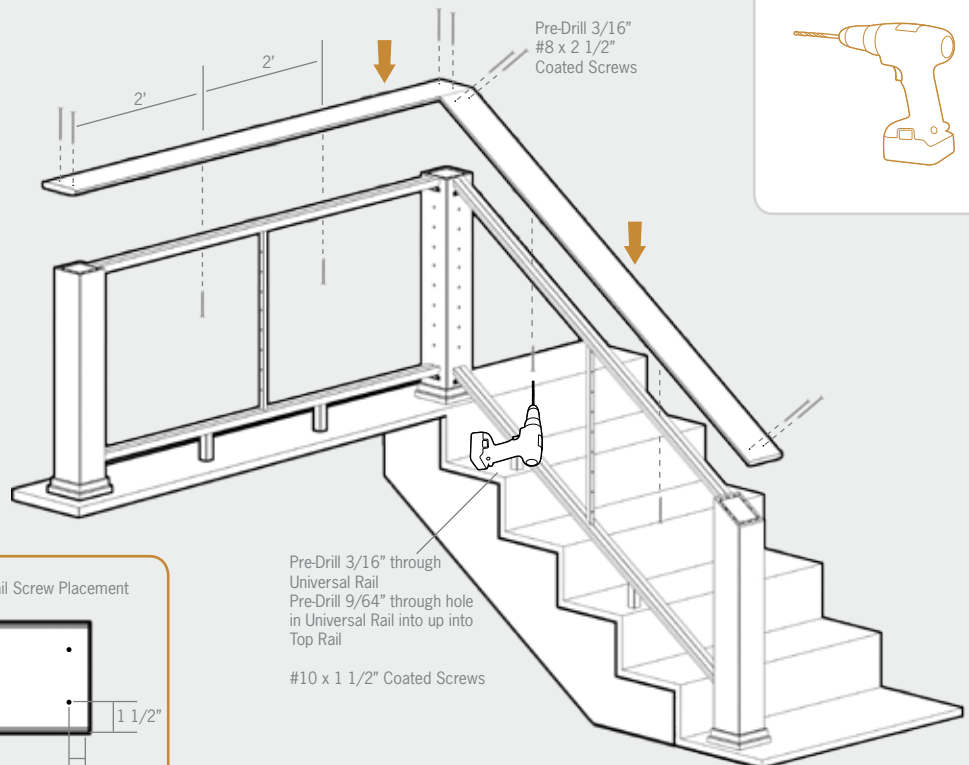 Pre-Drill 3/16"
#8 x 2 1/2"
Coated Screws
2'
2'
Pre-Drill 3/16" through
Universal Rail
Pre-Drill 9/64" through hole
in Universal Rail into up into
Top Rail
#10 x 1 1/2" Coated Screws
Screw Placement
1 1/2"